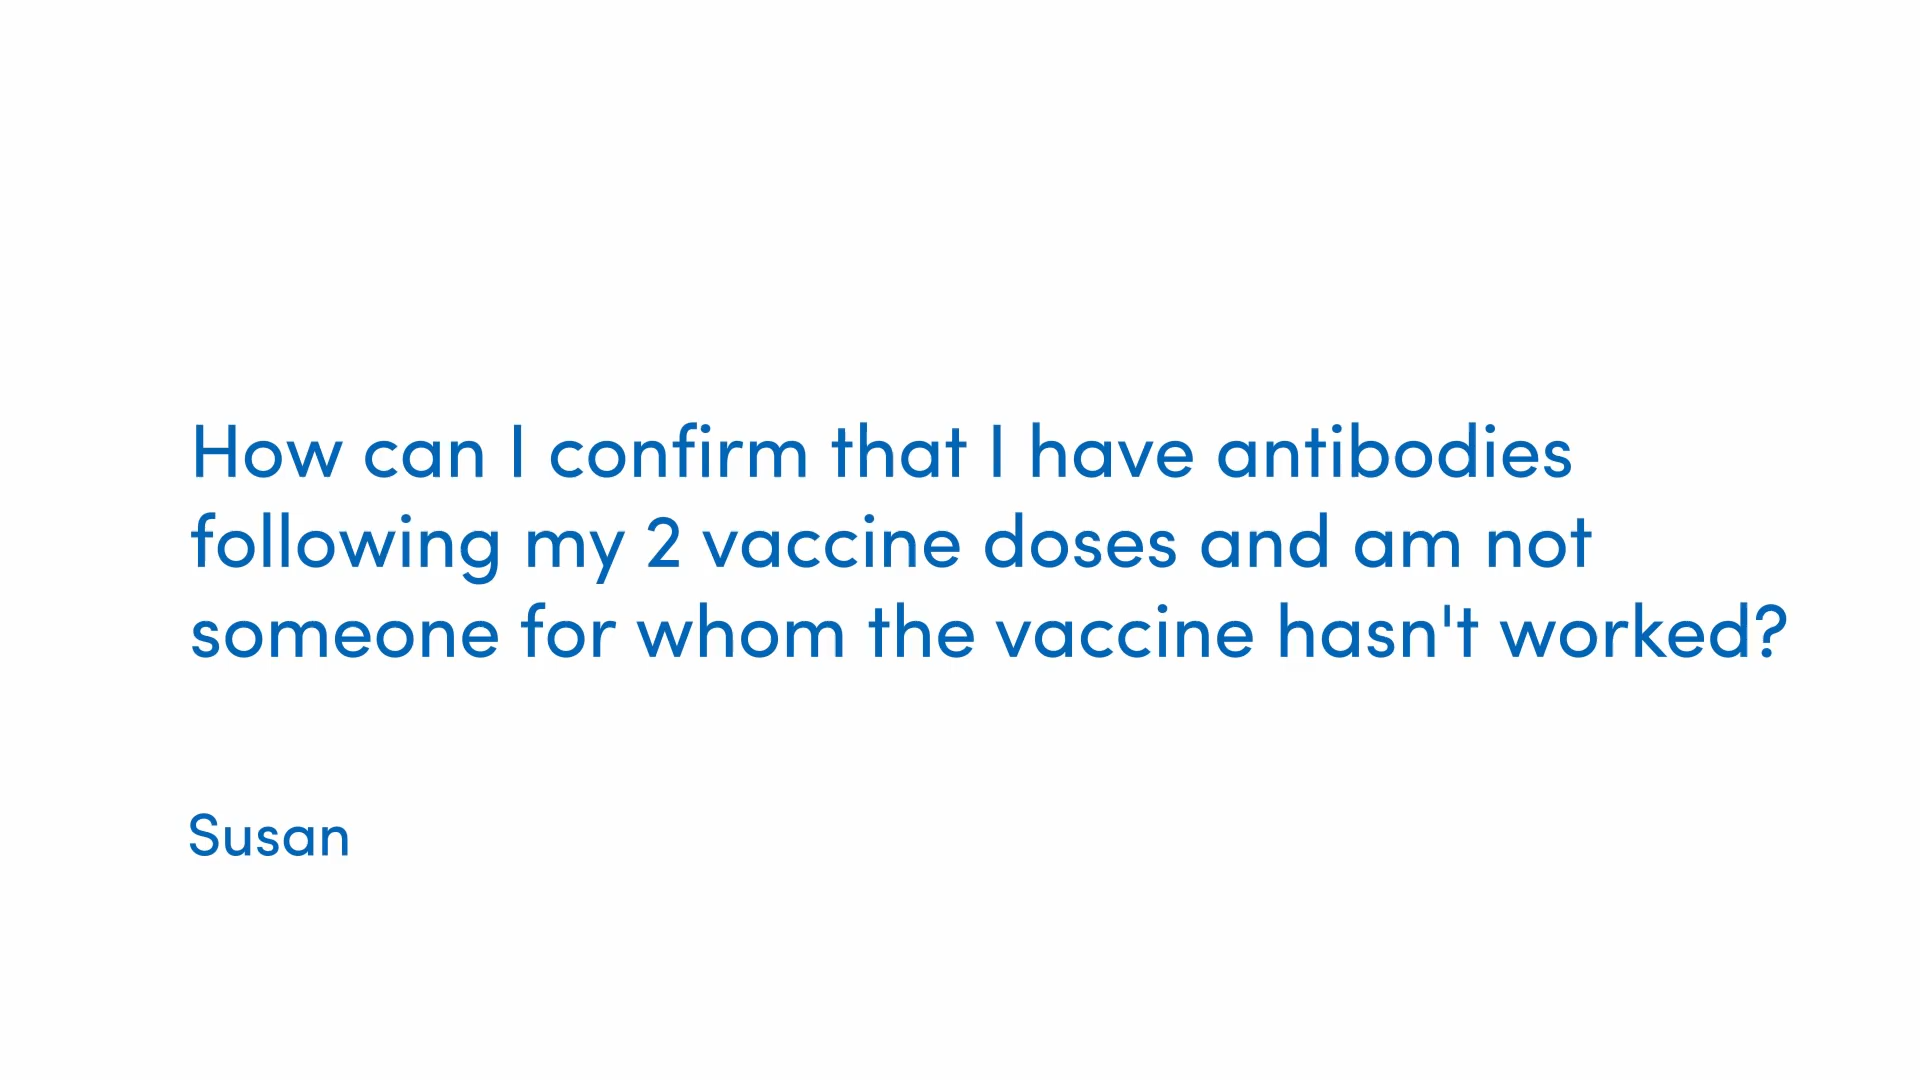 How can I confirm that I have antibodies
following my 2 vaccine doses and am not
someone for whom the vaccine hasn't worked?
Susan